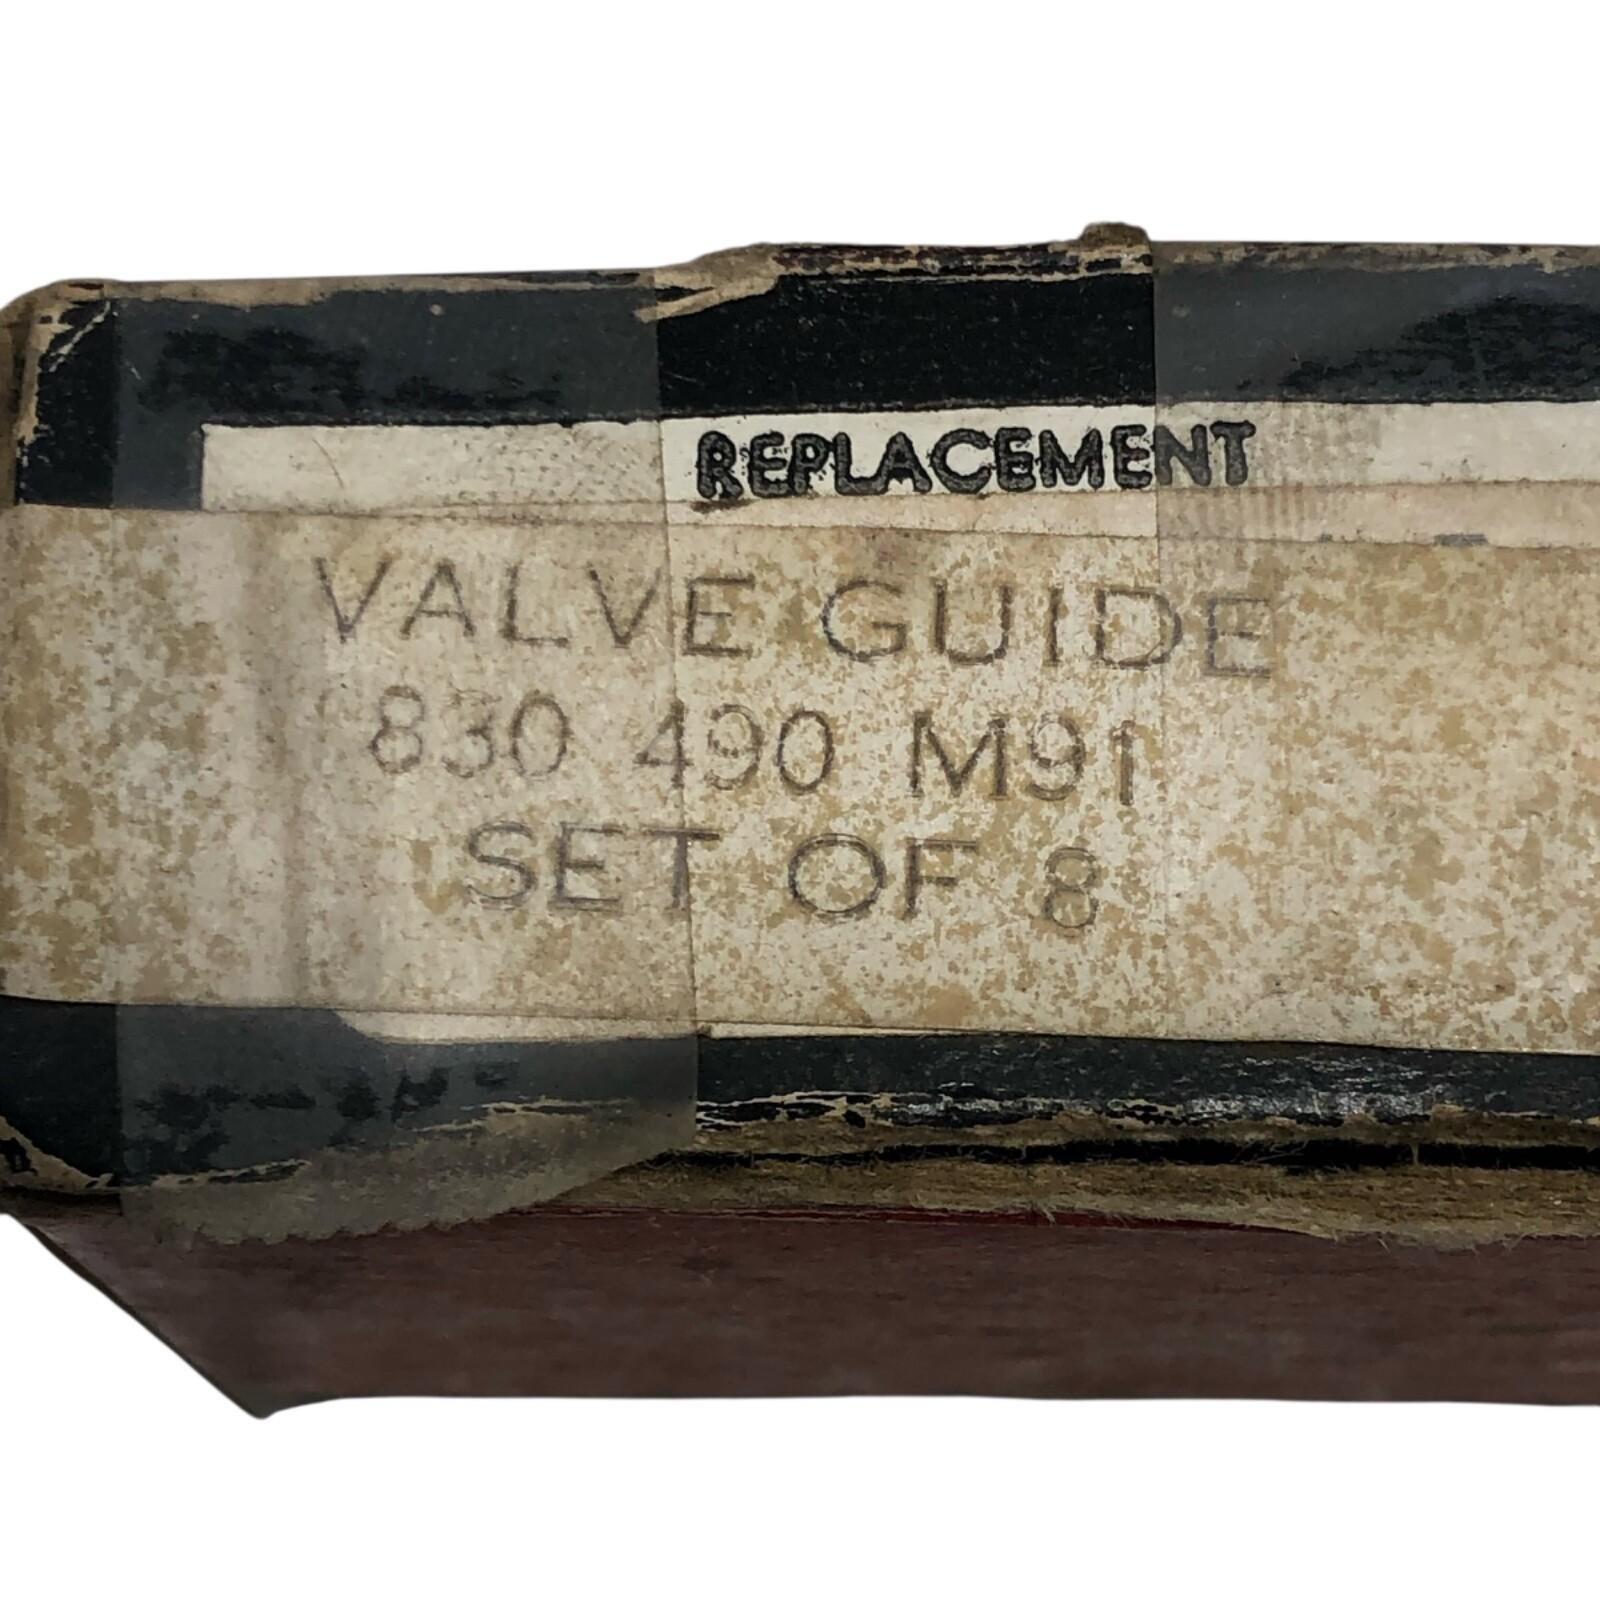 REPLACEMENT
VALVE GUIDE
830 490 M91
SET OF 8